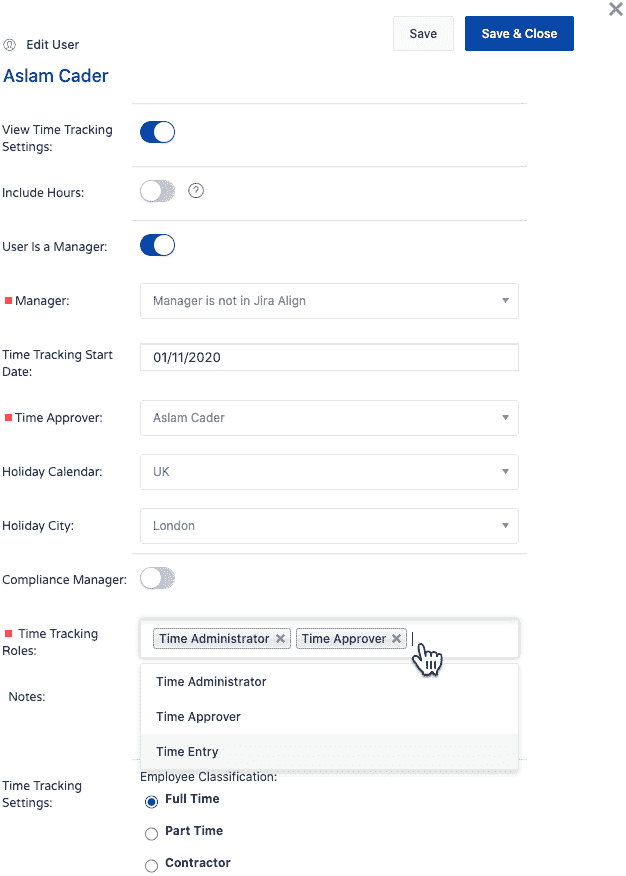 Edit User
Save
Save & Close
Aslam Cader
View Time Tracking
Settings:
Include Hours:
?
User Is a Manager:
Manager:
Manager is not in Jira Align
Time Tracking Start
Date:
01/11/2020
Time Approver:
Aslam Cader
Holiday Calendar:
UK
Holiday City:
London
Compliance Manager:
Time Tracking
Roles:
Time Administrator
Time Approver
Time Administrator
Notes:
Time Approver
Time Entry
Employee Classification:
Time Tracking
Settings:
Full Time
Part Time
Contractor